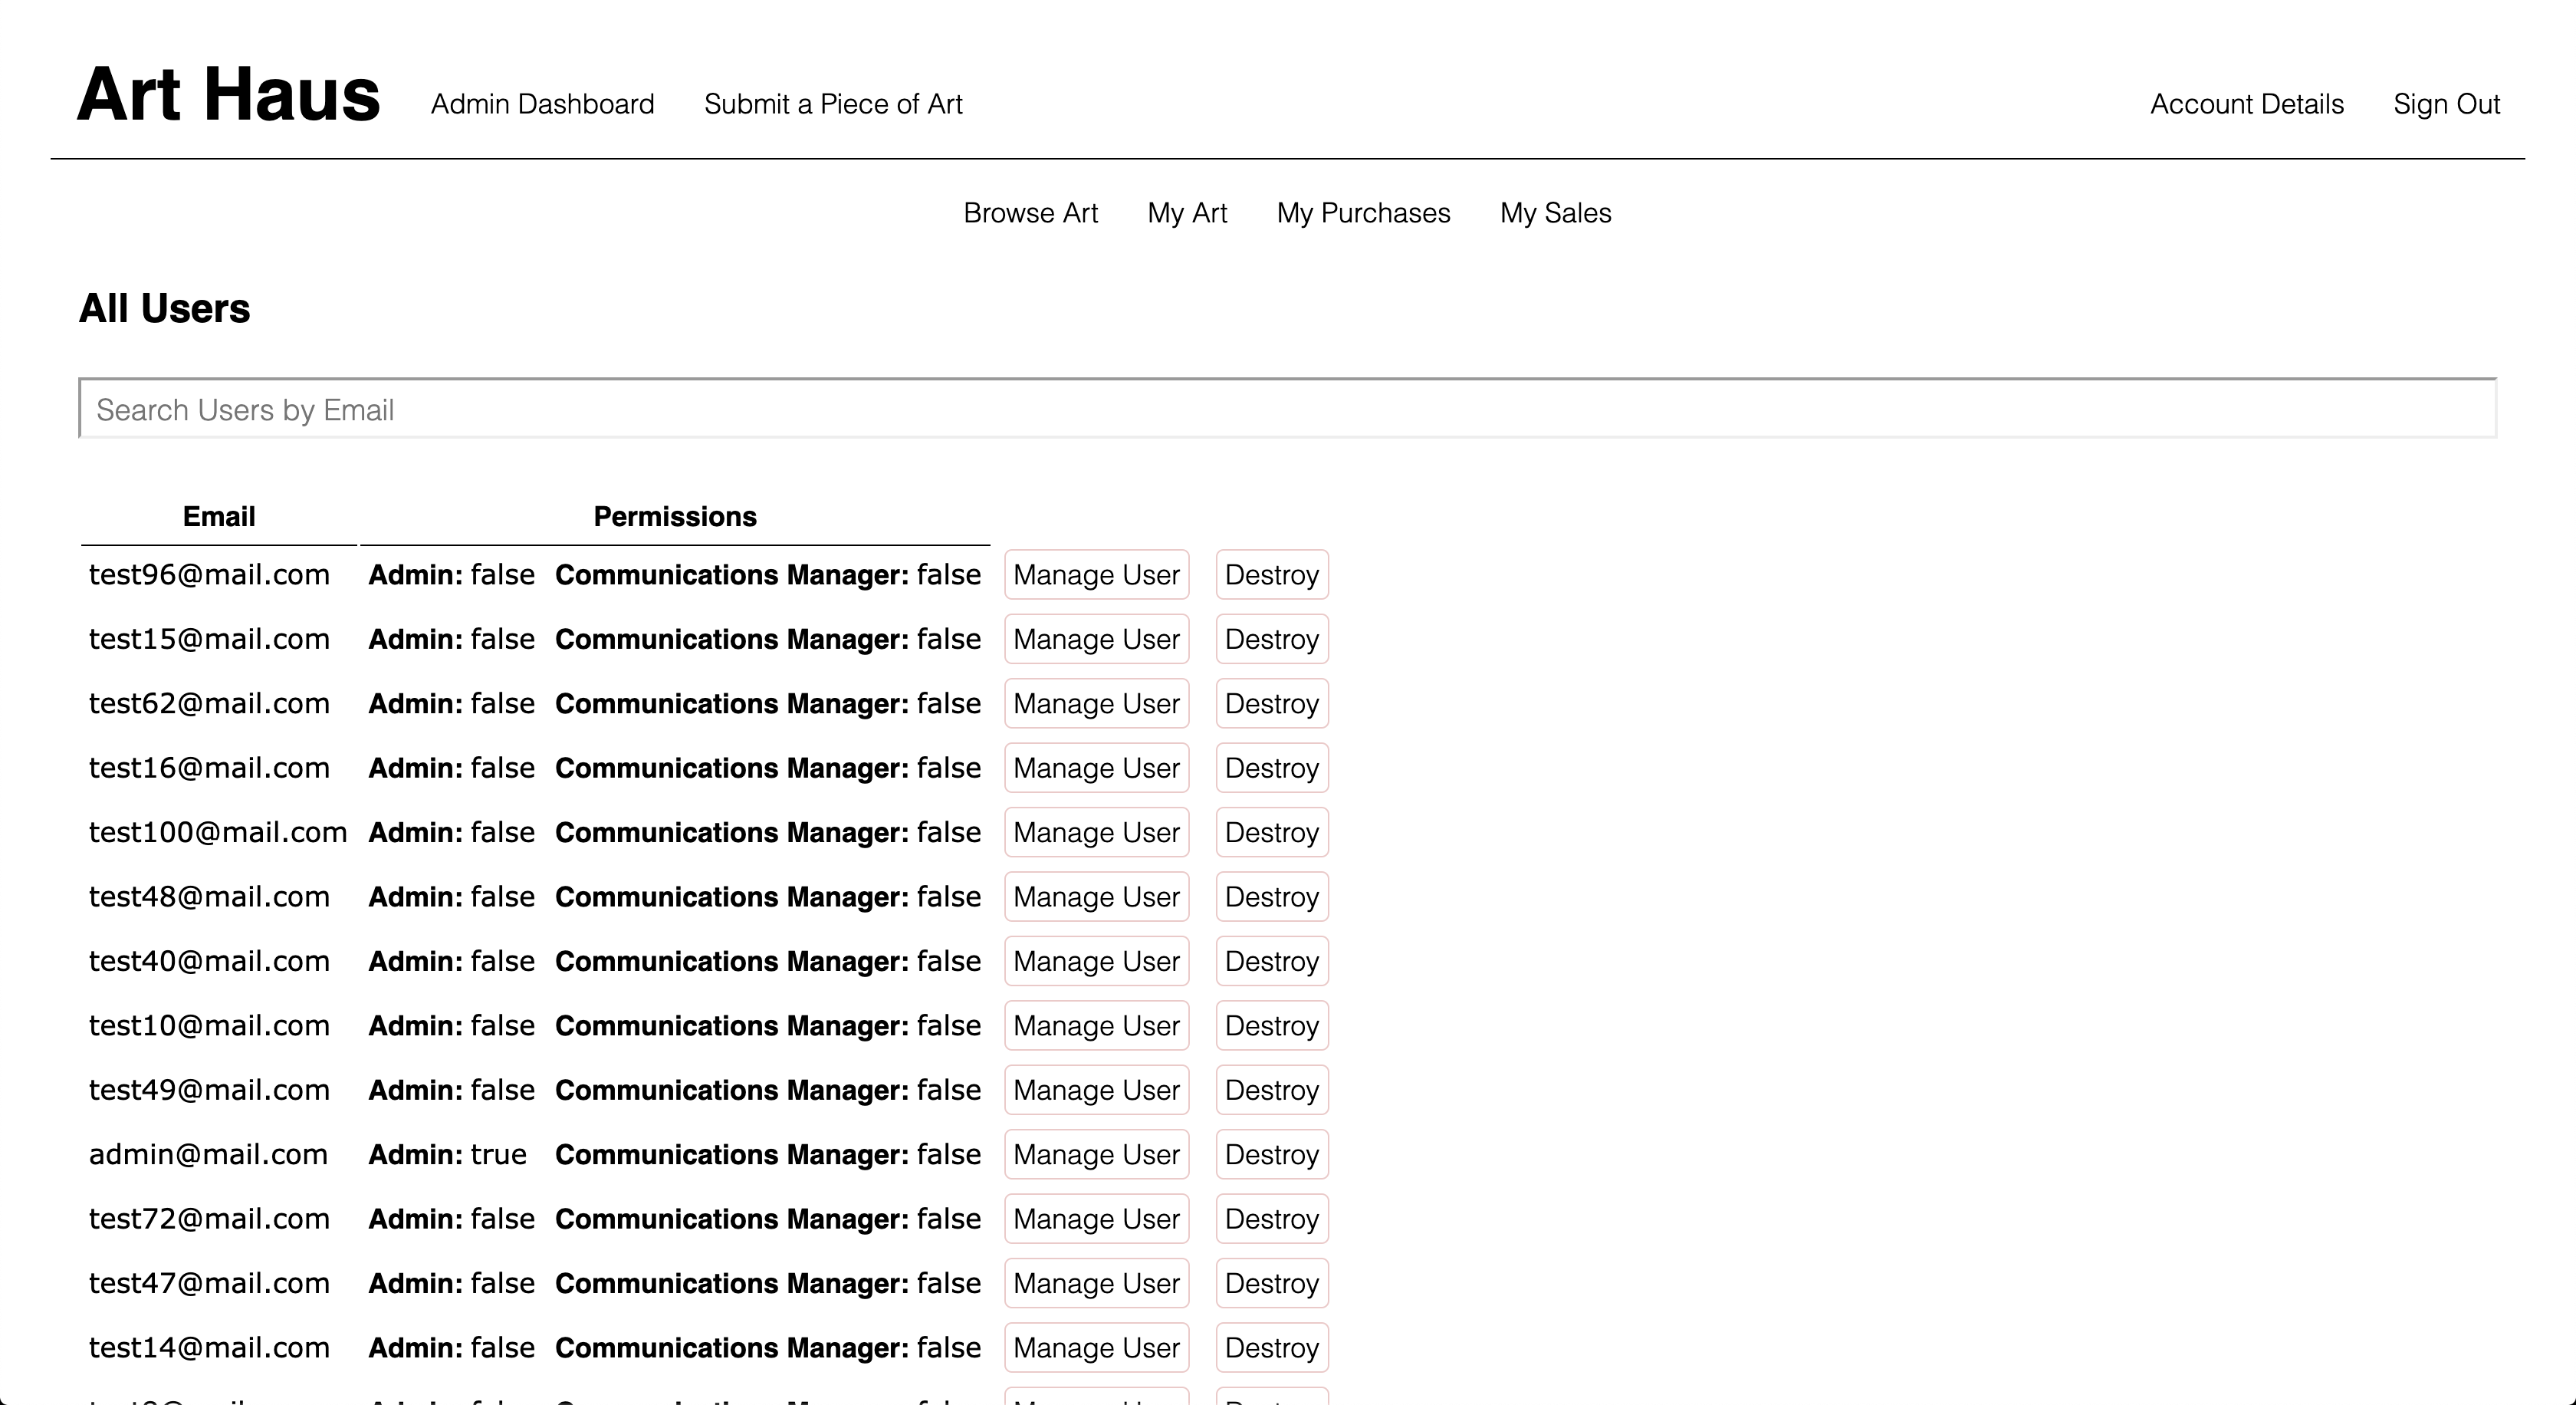 Art Haus Admin Dashboard Submit a Piece of Art Account Details Sign Out
Browse Art My Art My Purchases My Sales
All Users
Search Users by Email
Email Permissions
test96@mail.com Admin: false Communications Manager: false Manage User Destroy
test15@mail.com Admin: false Communications Manager: false Manage User Destroy
test62@mail.com Admin: false Communications Manager: false Manage User Destroy
test16@mail.com Admin: false Communications Manager: false Manage User Destroy
test100@mail.com Admin: false Communications Manager: false Manage User Destroy
test48@mail.com Admin: false Communications Manager: false Manage User Destroy
test40@mail.com Admin: false Communications Manager: false Manage User Destroy
test10@mail.com Admin: false Communications Manager: false Manage User Destroy
test49@mail.com Admin: false Communications Manager: false Manage User Destroy
admin@mail.com Admin: true Communications Manager: false Manage User Destroy
test72@mail.com Admin: false Communications Manager: false Manage User Destroy
test47@mail.com Admin: false Communications Manager: false Manage User Destroy
test14@mail.com Admin: false Communications Manager: false Manage User Destroy